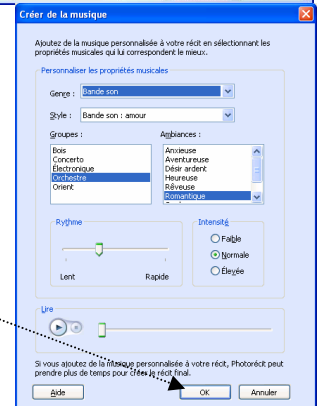 Créer de la musique
Ajoutez de la musique personnalisée à votre récit en sélectionnant les
propriétés musicales qui lui correspondent le mieux.
Personnaliser les propriétés musicales
Genre : Bande son
Style : Bande son : amour
Groupes : Ambiances :
Bois Anxieuse
Concerto Aventureuse
Électronique Désir ardent
Orchestre Heureuse
Orient Rêveuse
Romantique
Rythme Intensité
Faible
Normale
Élevée
Lent Rapide
Lire
Si vous ajoutez de la musique personnalisée à votre récit, Photorécit peut
prendre plus de temps pour créer le récit final.
Aide OK Annuler